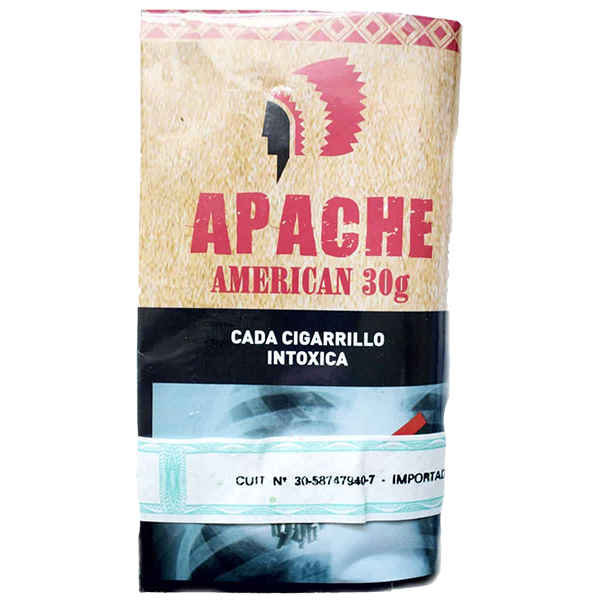 APACHE
AMERICAN 30g
CADA CIGARRILLO
INTOXICA
CUIT Nº 30-58747940-7 - IMPORTAD